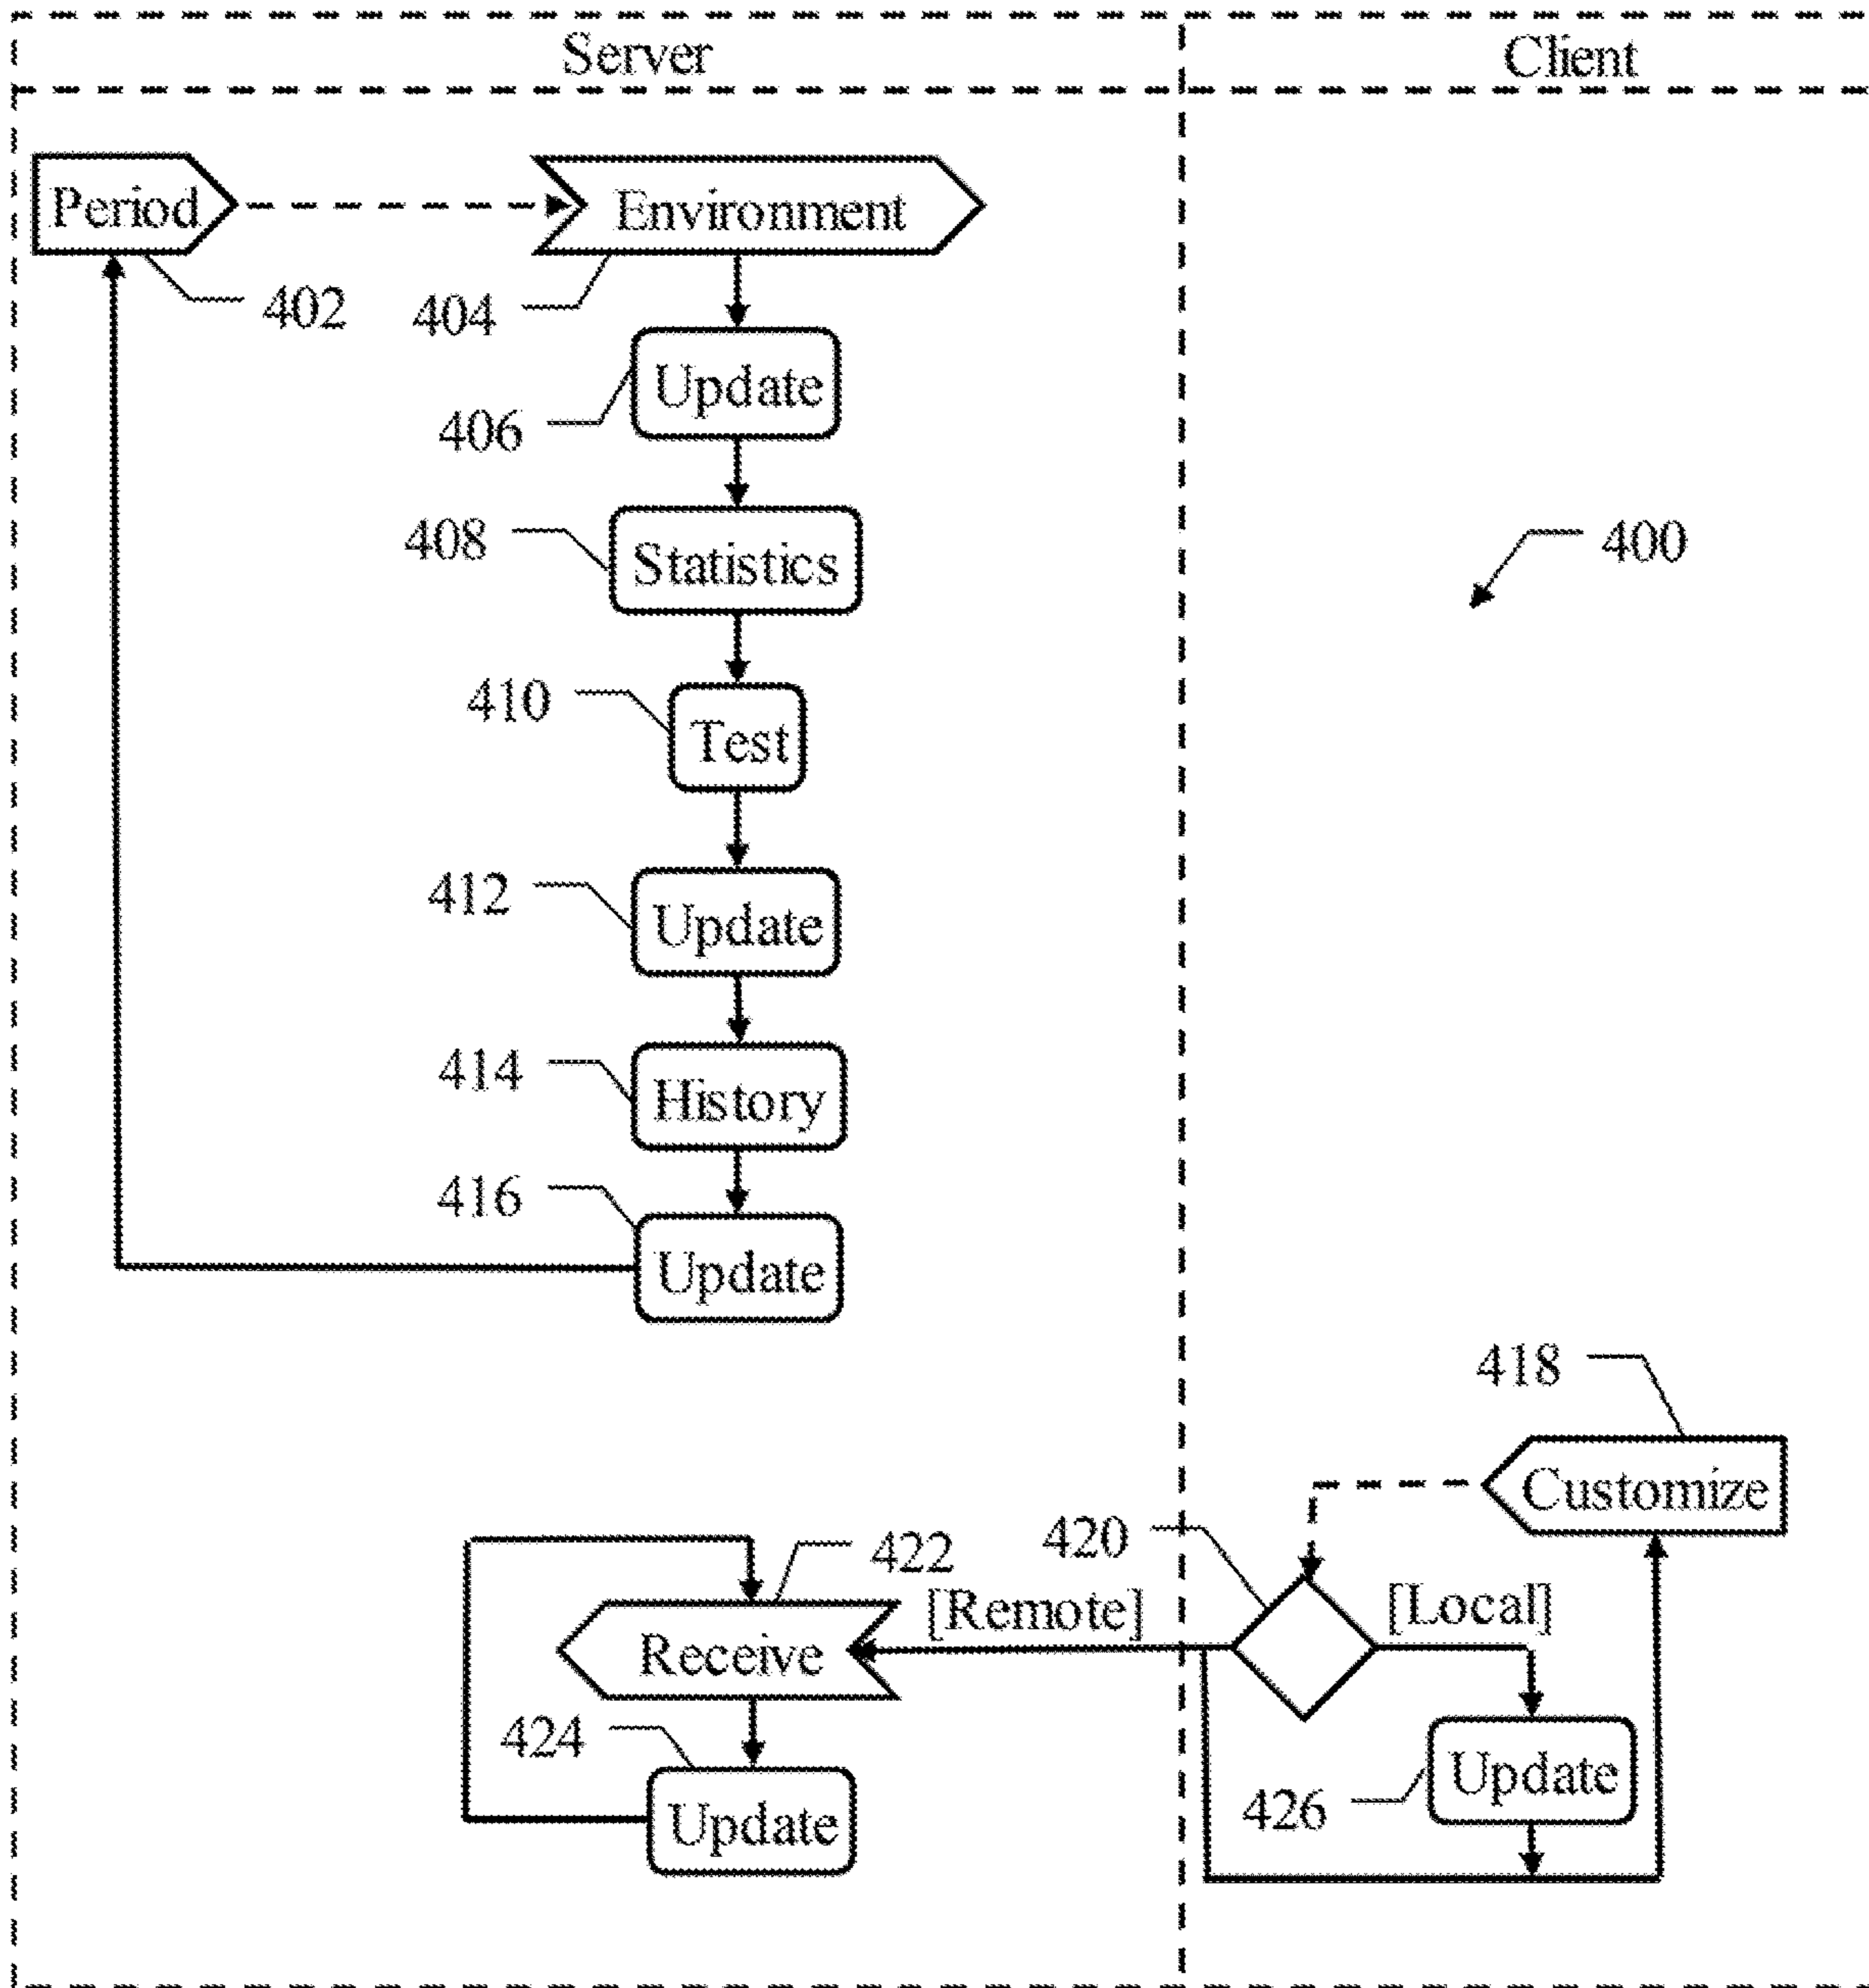 Server
Client
Period
Environment
402
404
Update
406
408
Statistics
400
410
Test
412
Update
414
History
416
Update
418
Customize
420
422
[Remote]
[Local]
Receive
424
Update
426
Update